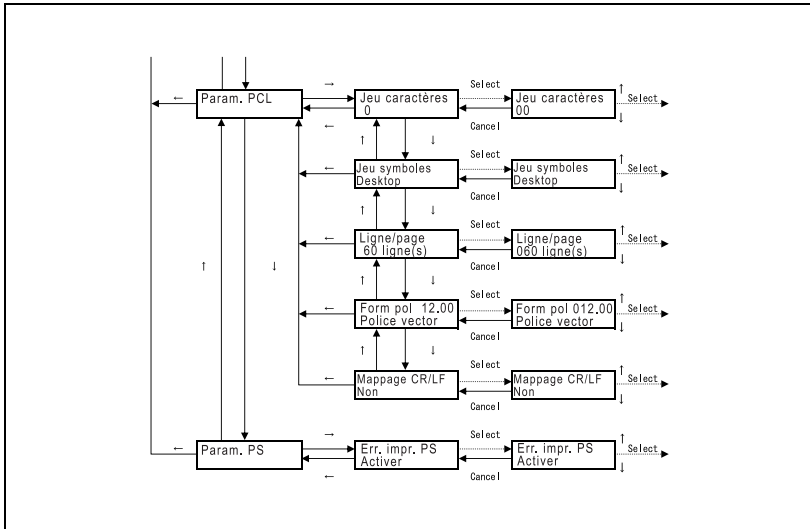 → Select ↑
Param. PCL Jeu caractères Jeu caractères Select
← 0 00
← Cancel ↓
↑ ↓
Select ↑
Jeu symboles Jeu symboles Select
← Desktop Desktop
Cancel ↓
↑ ↓
Select ↑
Ligne/page Ligne/page Select
← 60 ligne(s) 060 ligne(s)
↑ ↓ Cancel ↓
↑ ↓
Select ↑
Form pol 12.00 Form pol 012.00 Select
← Police vector Police vector
Cancel ↓
↑ ↓
Select ↑
Mappage CR/LF Mappage CR/LF Select
← Non Non
Cancel ↓
→ Select ↑
Param. PS Err. impr. PS Err. impr. PS Select
← Activer Activer
← Cancel ↓